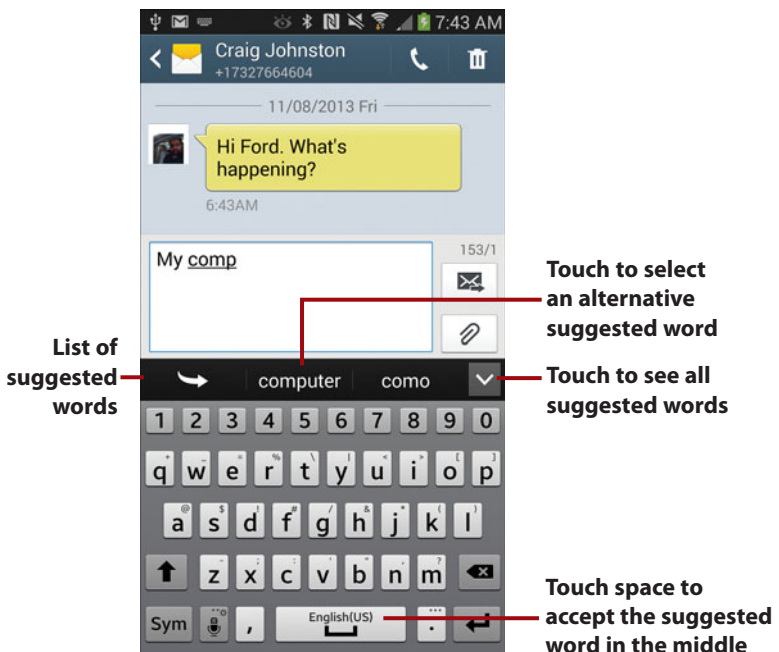 7:43 AM
Craig Johnston
+17327664604
11/08/2013 Fri
Hi Ford. What's
happening?
6:43AM
My comp
153/1
Touch to select
an alternative
suggested word
List of
suggested
words
computer como
Touch to see all
suggested words
1 2 3 4 5 6 7 8 9 0
q w e r t y u i o p
a s d f g h j k l
z x c v b n m
Sym , English(US) .
Touch space to
accept the suggested
word in the middle